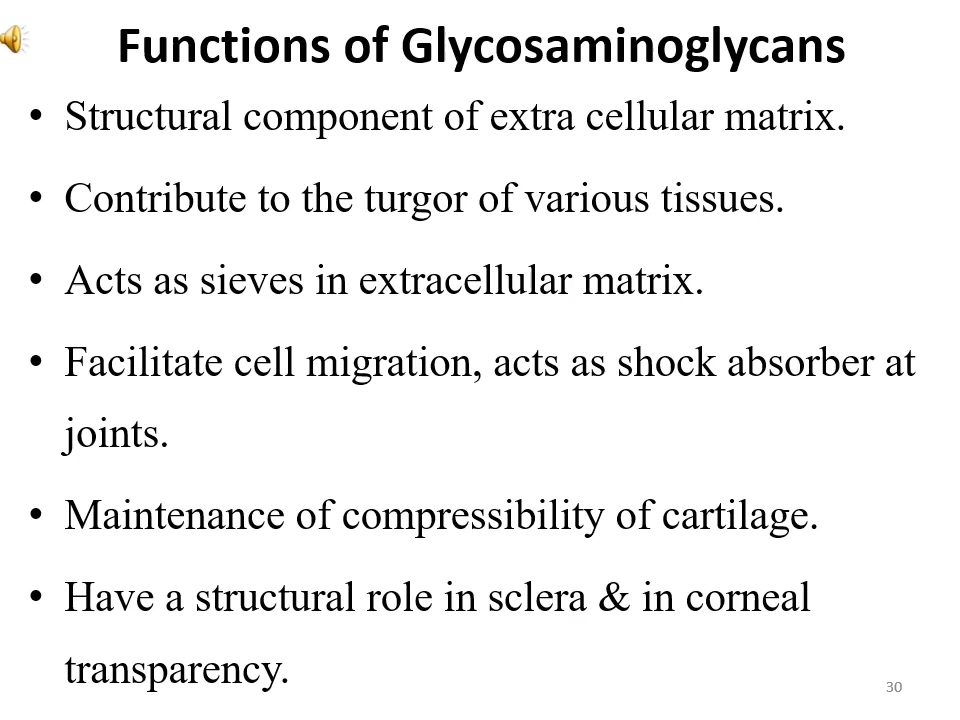 Functions of Glycosaminoglycans
• Structural component of extra cellular matrix.
• Contribute to the turgor of various tissues.
• Acts as sieves in extracellular matrix.
• Facilitate cell migration, acts as shock absorber at
joints.
• Maintenance of compressibility of cartilage.
• Have a structural role in sclera & in corneal
transparency.
30